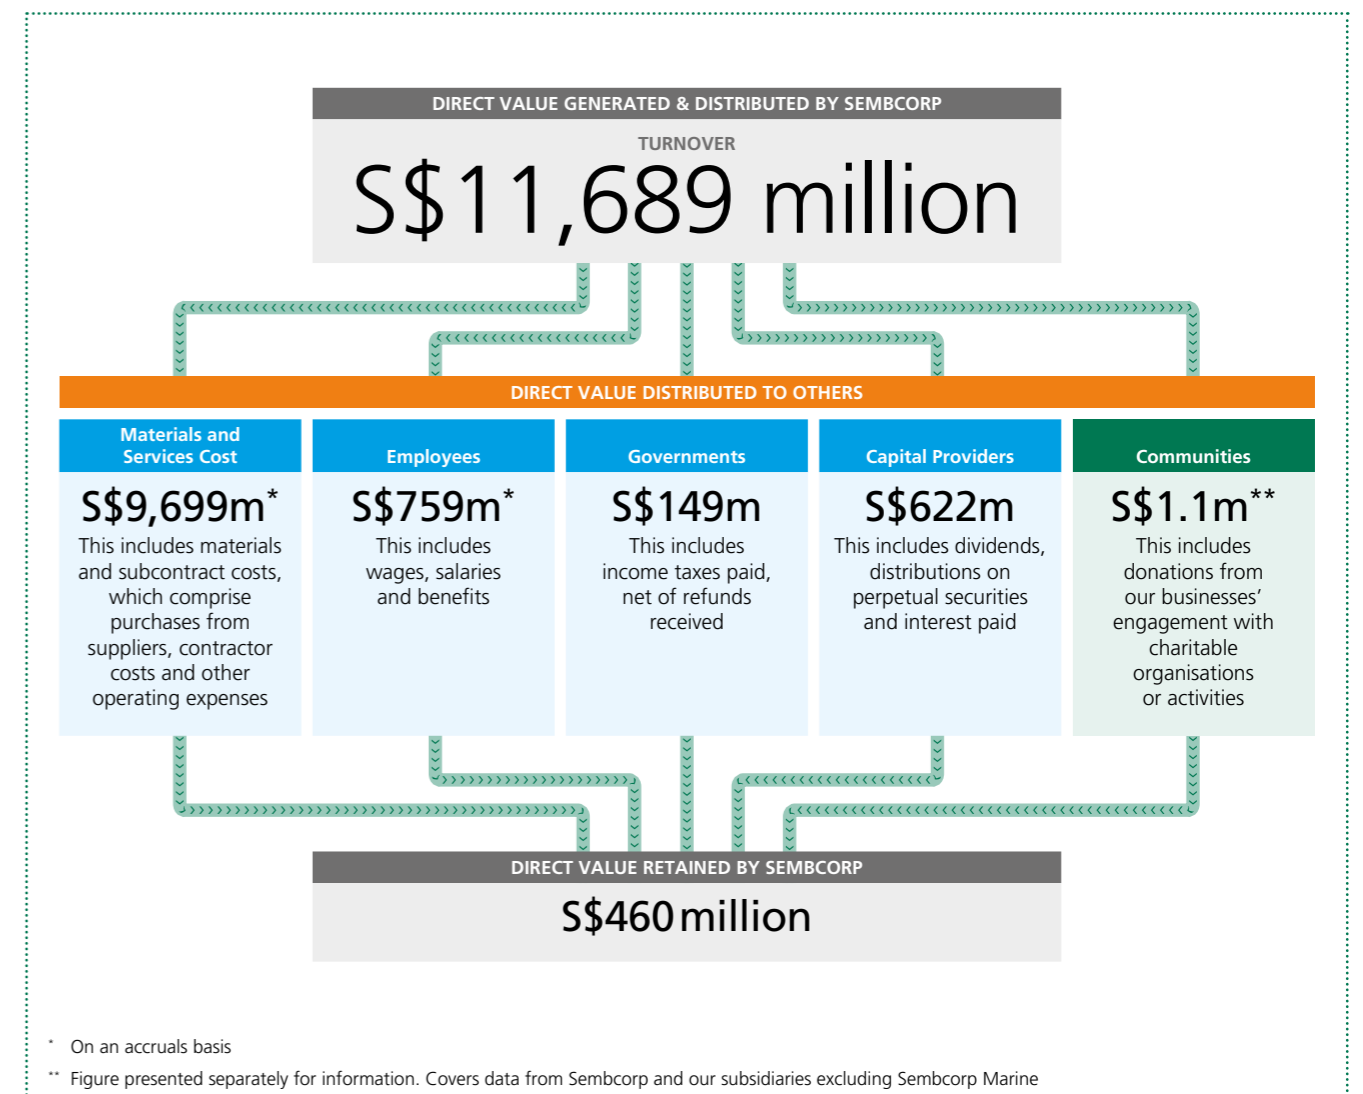 DIRECT VALUE GENERATED & DISTRIBUTED BY SEMBCORP
TURNOVER
S$11,689 million
DIRECT VALUE DISTRIBUTED TO OTHERS
Materials and
Services Cost
S$9,699m*
This includes materials
and subcontract costs,
which comprise
purchases from
suppliers, contractor
costs and other
operating expenses
Employees
S$759m*
This includes
wages, salaries
and benefits
Governments
S$149m
This includes
income taxes paid,
net of refunds
received
Capital Providers
S$622m
This includes dividends,
distributions on
perpetual securities
and interest paid
Communities
S$1.1m**
This includes
donations from
our businesses’
engagement with
charitable
organisations
or activities
DIRECT VALUE RETAINED BY SEMBCORP
S$460 million
* On an accruals basis
** Figure presented separately for information. Covers data from Sembcorp and our subsidiaries excluding Sembcorp Marine